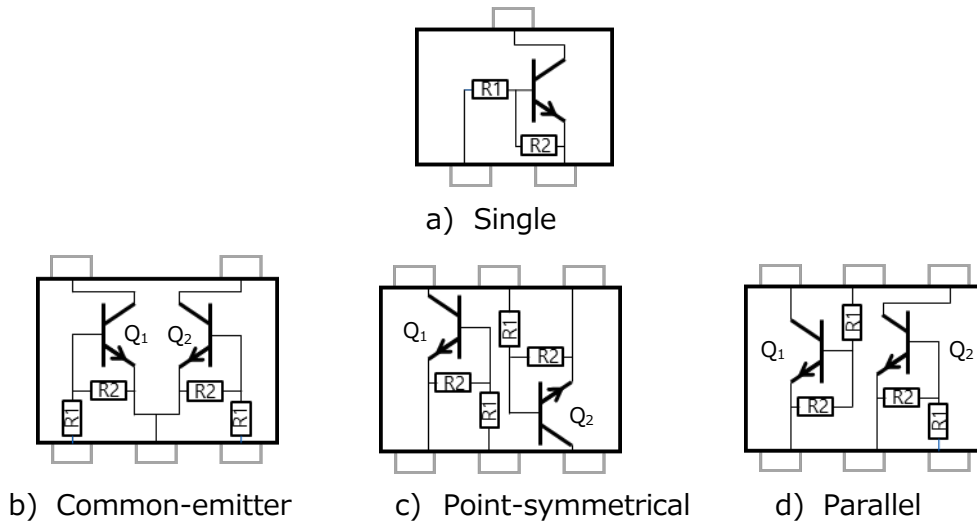 R1
R2
a) Single
Q1 Q2
R2 R2
R1 R1
b) Common-emitter
Q1 R1
R2
R2 R1
Q2
c) Point-symmetrical
R1
Q1 Q2
R2 R2
R1
d) Parallel